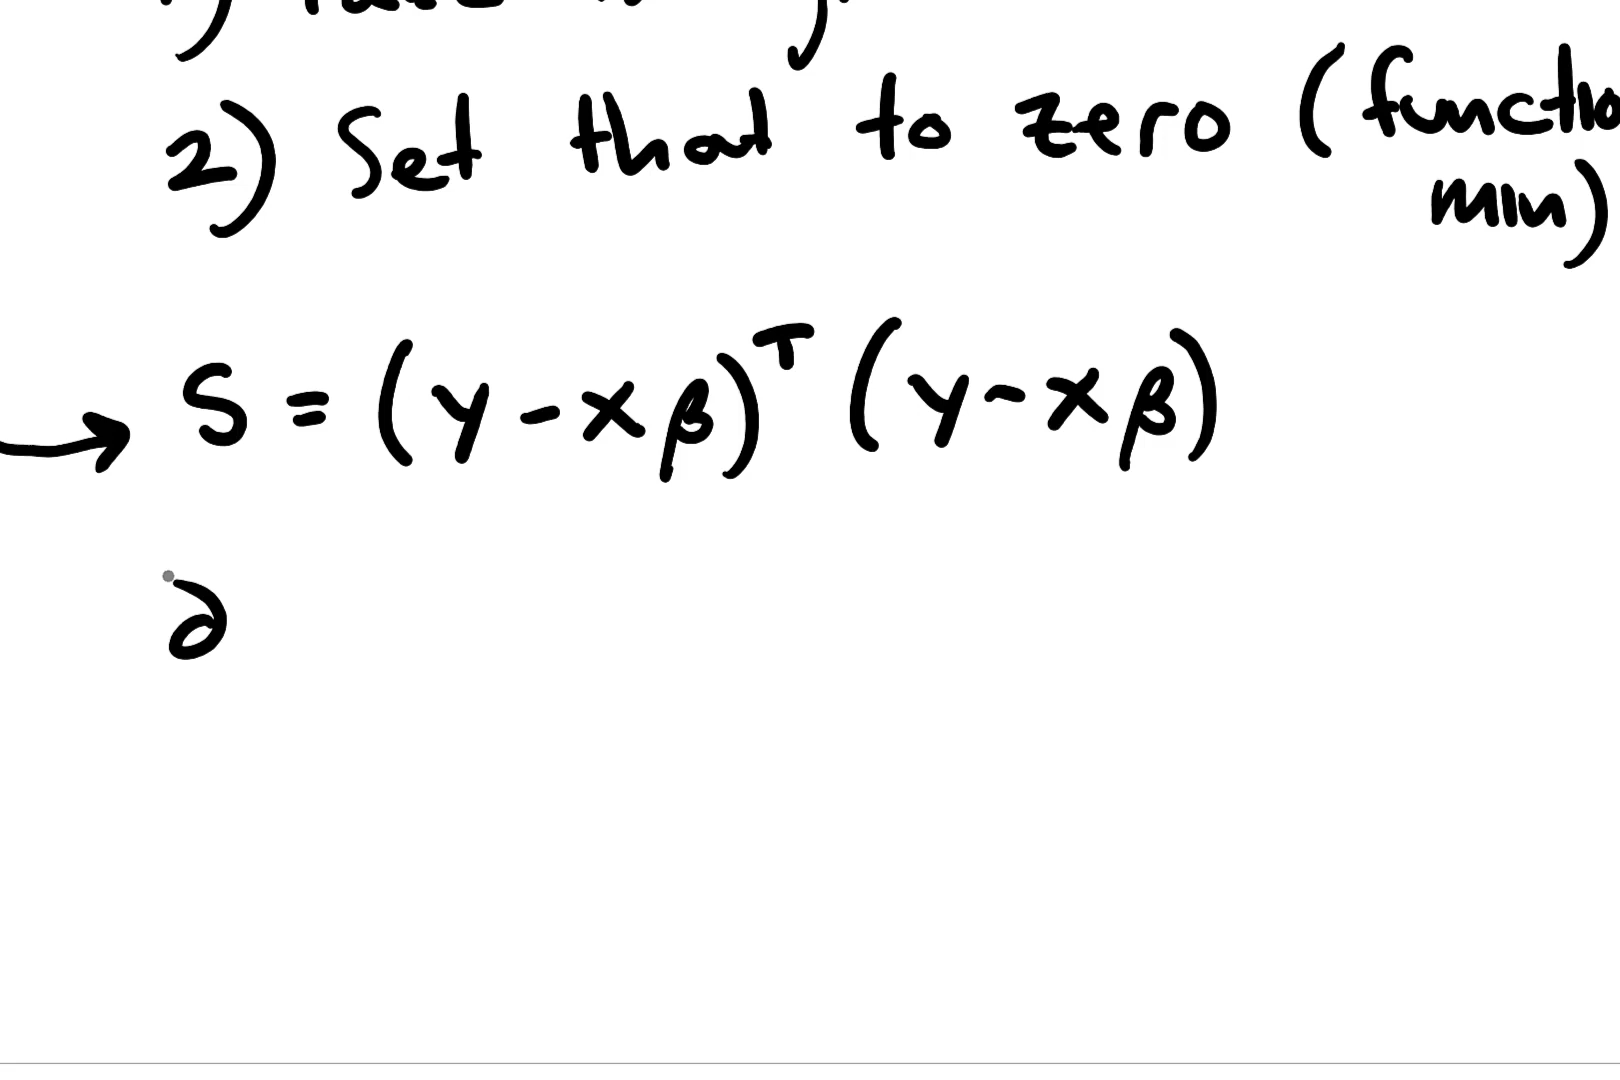 2) Set that to zero (functio
min)
S = (y - xβ)ᵀ (y - xβ)
∂